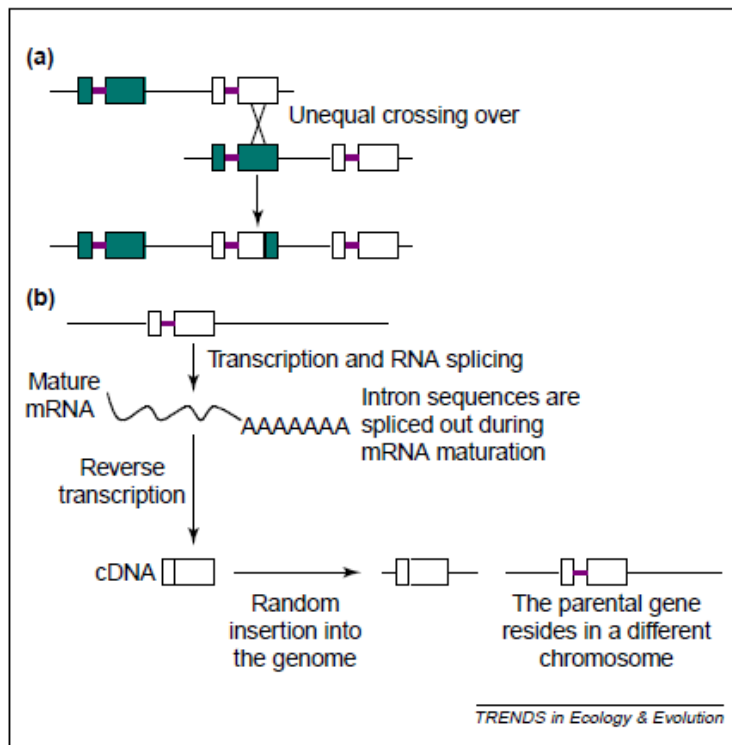 (a)
Unequal crossing over
(b)
Transcription and RNA splicing
Mature
mRNA
AAAAAAA
Intron sequences are
spliced out during
mRNA maturation
Reverse
transcription
cDNA
Random
insertion into
the genome
The parental gene
resides in a different
chromosome
TRENDS in Ecology & Evolution